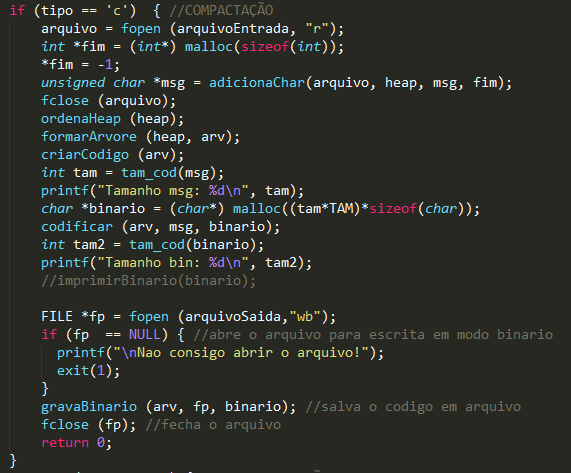 if (tipo == 'c')  { //COMPACTAÇÃO
    arquivo = fopen (arquivoEntrada, "r");
    int *fim = (int*) malloc(sizeof(int));
    *fim = -1;
    unsigned char *msg = adicionaChar(arquivo, heap, msg, fim);
    fclose (arquivo);
    ordenaHeap (heap);
    formarArvore (heap, arv);
    criarCodigo (arv);
    int tam = tam_cod(msg);
    printf("Tamanho msg: %d\n", tam);
    char *binario = (char*) malloc((tam*TAM)*sizeof(char));
    codificar (arv, msg, binario);
    int tam2 = tam_cod(binario);
    printf("Tamanho bin: %d\n", tam2);
    //imprimirBinario(binario);

    FILE *fp = fopen (arquivoSaida,"wb");
    if (fp  == NULL) { //abre o arquivo para escrita em modo binario
      printf("\nNao consigo abrir o arquivo!");
      exit(1);
    }
    gravaBinario (arv, fp, binario); //salva o codigo em arquivo
    fclose (fp); //fecha o arquivo
    return 0;
}